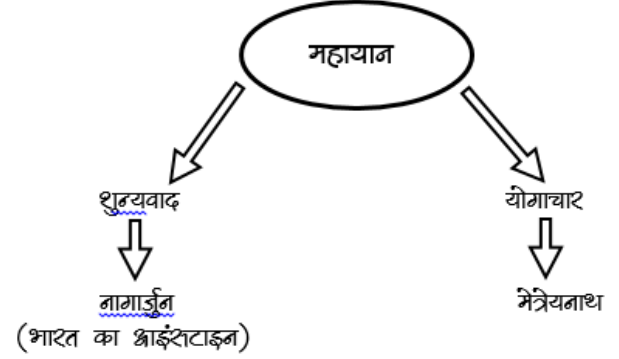 महायान
शुन्यवाद
योगाचार
नागार्जुन
मेत्रेयनाथ
(भारत का आइंसटाइन)